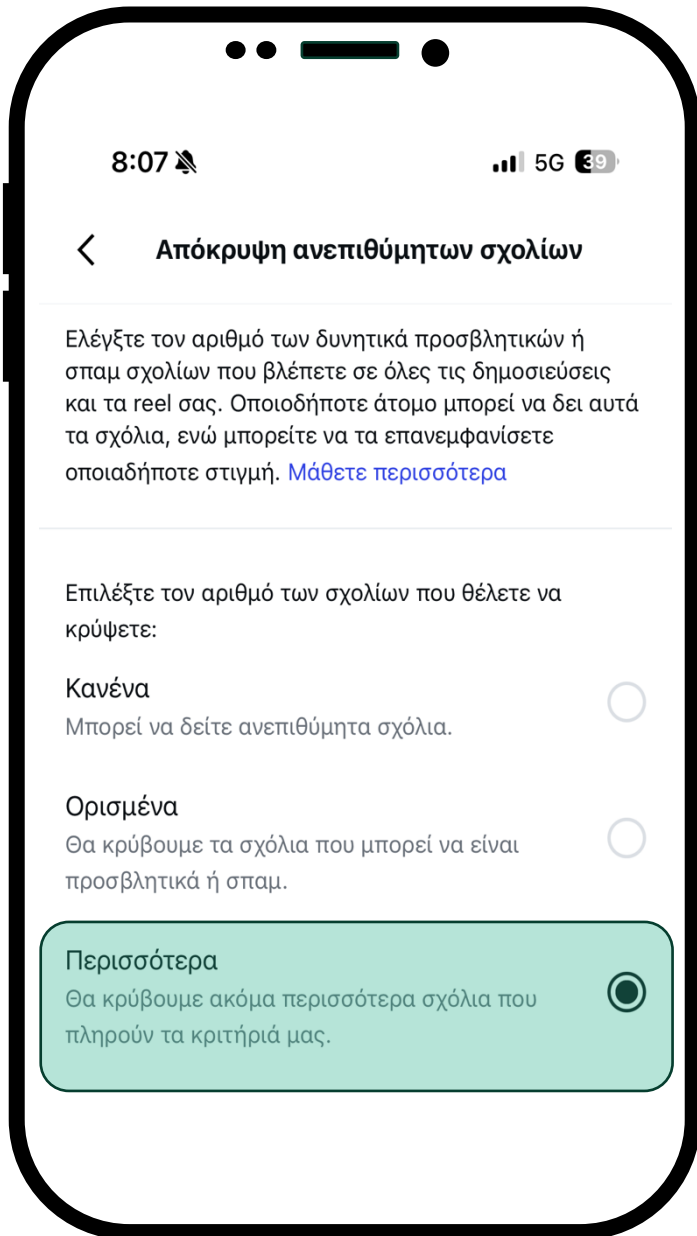 8:07 5G 39
Απόκρυψη ανεπιθύμητων σχολίων
Ελέγξτε τον αριθμό των δυνητικά προσβλητικών ή
σπαμ σχολίων που βλέπετε σε όλες τις δημοσιεύσεις
και τα reel σας. Οποιοδήποτε άτομο μπορεί να δει αυτά
τα σχόλια, ενώ μπορείτε να τα επανεμφανίσετε
οποιαδήποτε στιγμή. Μάθετε περισσότερα
Επιλέξτε τον αριθμό των σχολίων που θέλετε να
κρύψετε:
Κανένα
Μπορεί να δείτε ανεπιθύμητα σχόλια.
Ορισμένα
Θα κρύβουμε τα σχόλια που μπορεί να είναι
προσβλητικά ή σπαμ.
Περισσότερα
Θα κρύβουμε ακόμα περισσότερα σχόλια που
πληρούν τα κριτήριά μας.